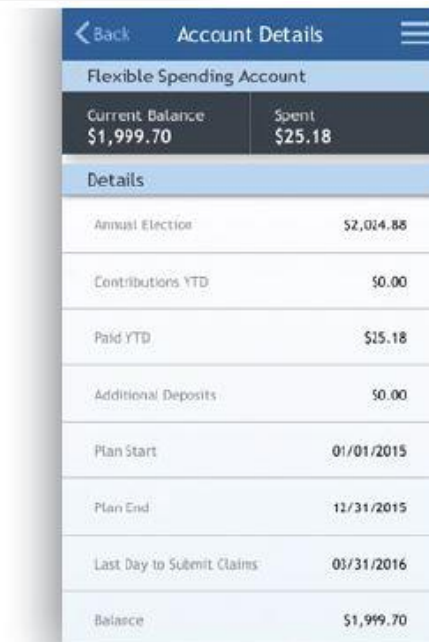 Back Account Details
Flexible Spending Account
Current Balance Spent
$1,999.70 $25.18
Details
Annual Election $2,024.88
Contributions YTD $0.00
Paid YTD $25.18
Additional Deposits $0.00
Plan Start 01/01/2015
Plan End 12/31/2015
Last Day to Submit Claims 03/31/2016
Balance $1,999.70